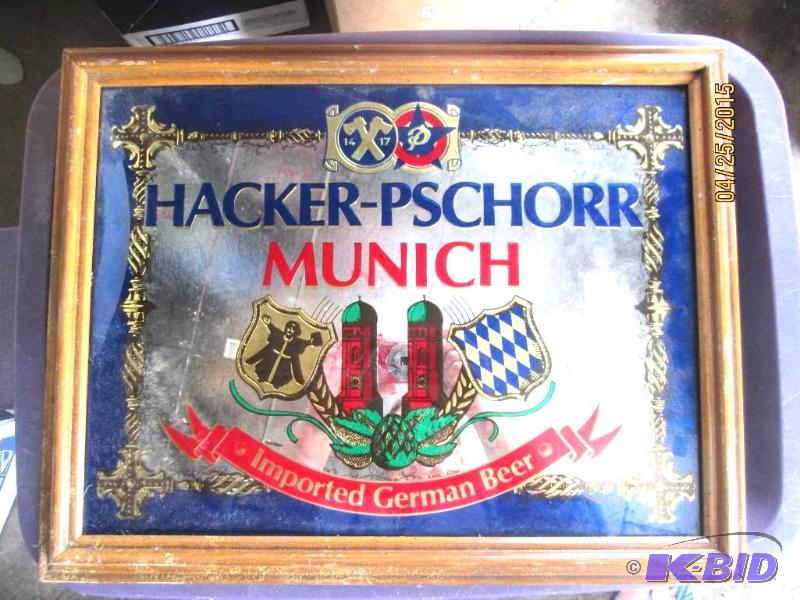 14 17 P
HACKER-PSCHORR
MUNICH
Imported German Beer
04/25/2015
© K-BID